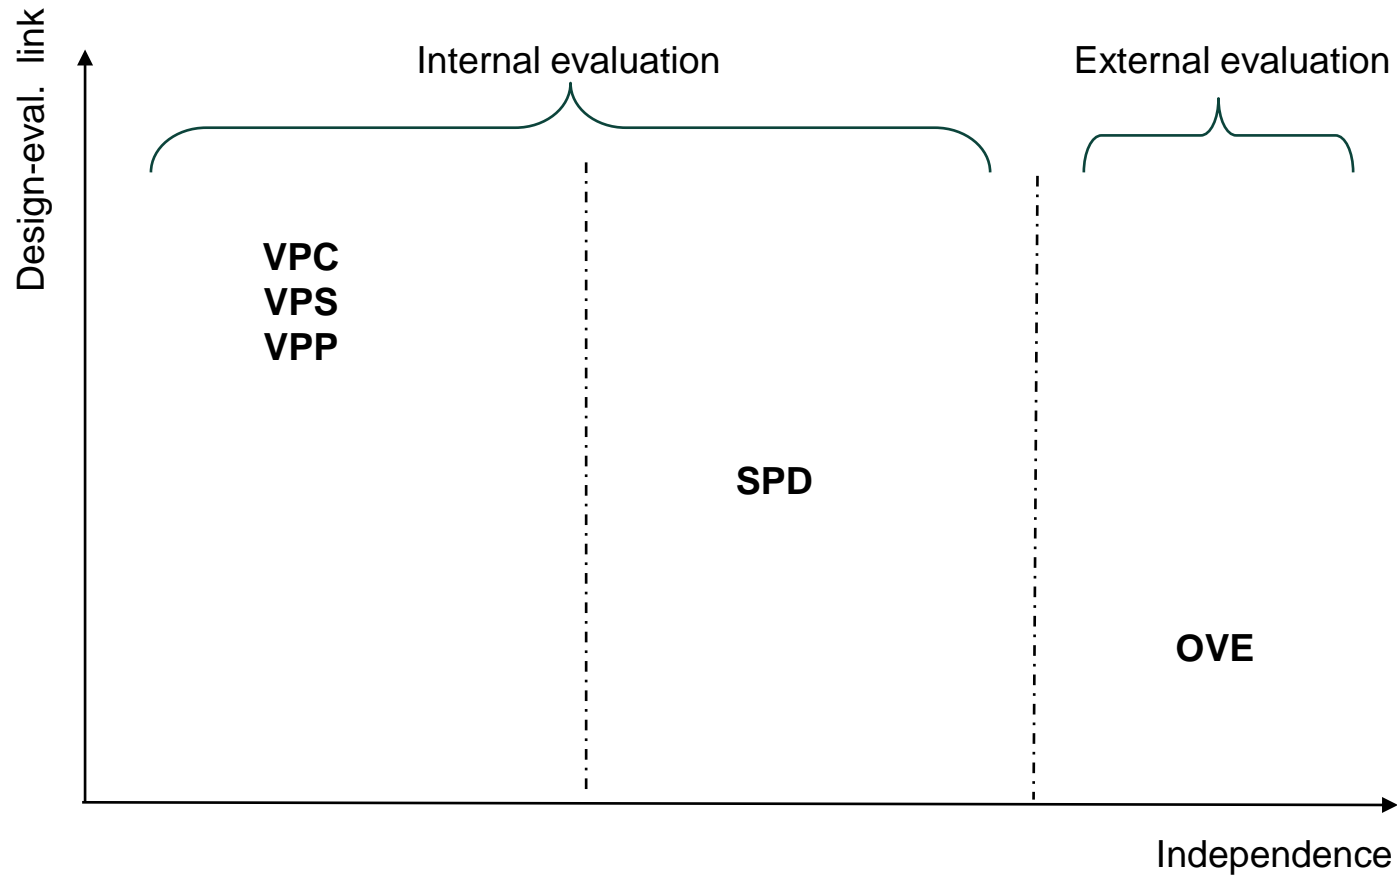 Design-eval. link
Internal evaluation
External evaluation
VPC
VPS
VPP
SPD
OVE
Independence